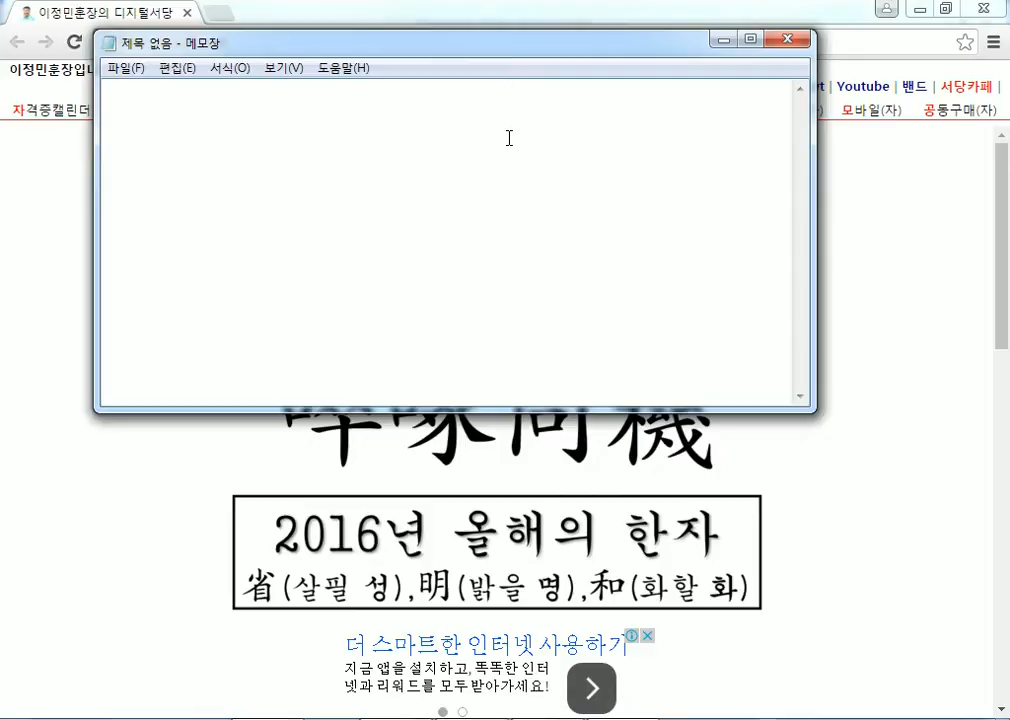 이정민훈장의 디지털서당
제목 없음 - 메모장
이정민훈장입니
파일(F) 편집(E) 서식(O) 보기(V) 도움말(H)
| Youtube | 밴드 | 서당카페 |
자격증캘린더
모바일(자) 공동구매(자)
2016년 올해의 한자
省(살필 성),明(밝을 명),和(화할 화)
더 스마트한 인터넷 사용하기
지금 앱을 설치하고, 똑똑한 인터
넷과 리워드를 모두 받아가세요!